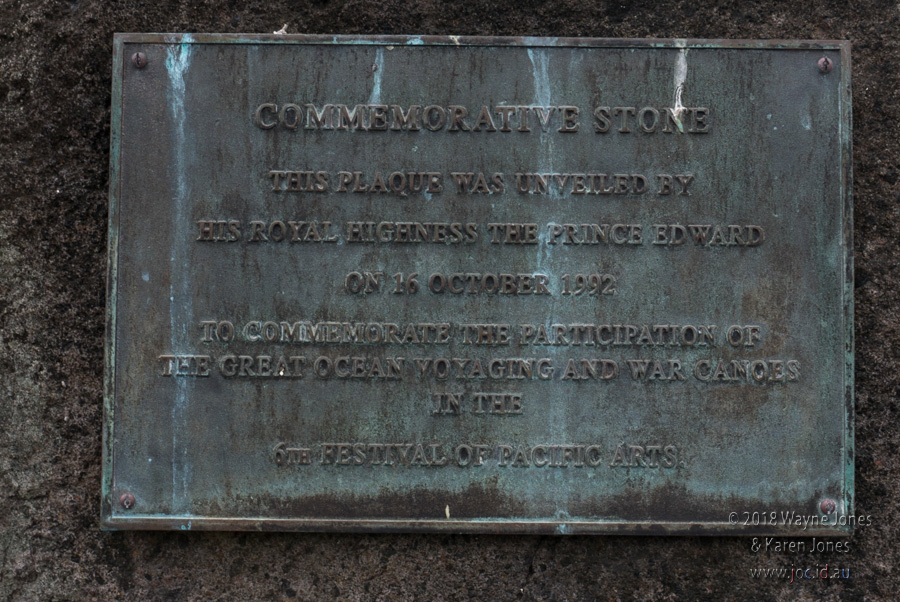 COMMEMORATIVE STONE
THIS PLAQUE WAS UNVEILED BY
HIS ROYAL HIGHNESS THE PRINCE EDWARD
ON 16 OCTOBER 1992
TO COMMEMORATE THE PARTICIPATION OF
THE GREAT OCEAN VOYAGING AND WAR CANOES
IN THE
6TH FESTIVAL OF PACIFIC ARTS.
© 2018 Wayne Jones
& Karen Jones
www.joc.id.au